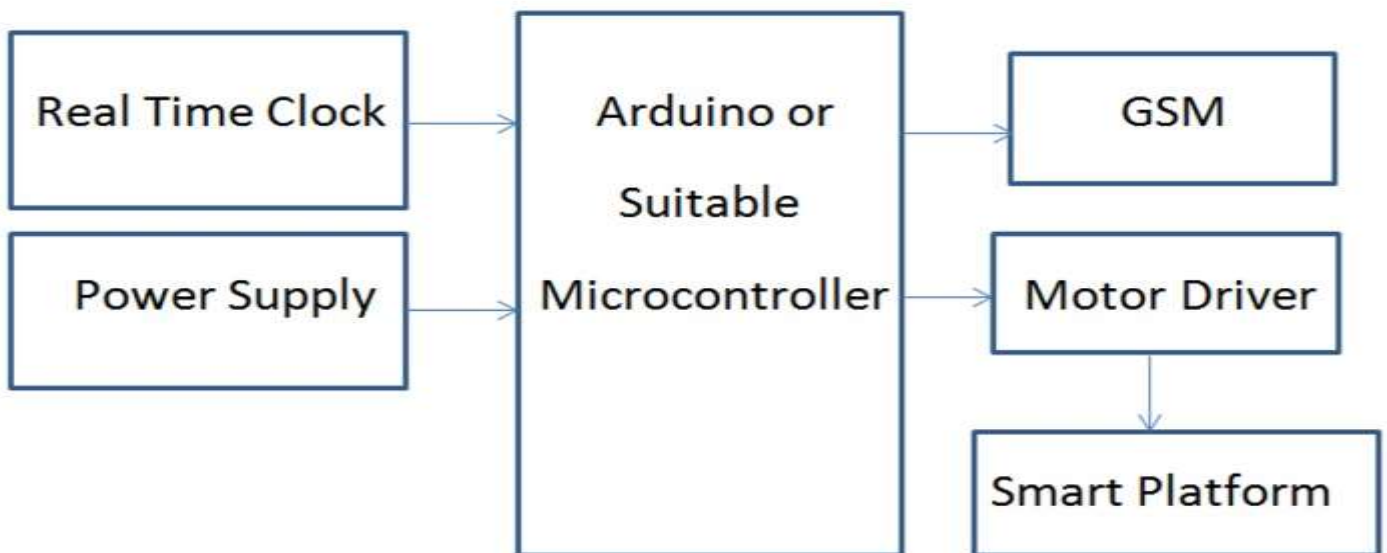 Real Time Clock
Power Supply
Arduino or
Suitable
Microcontroller
GSM
Motor Driver
Smart Platform